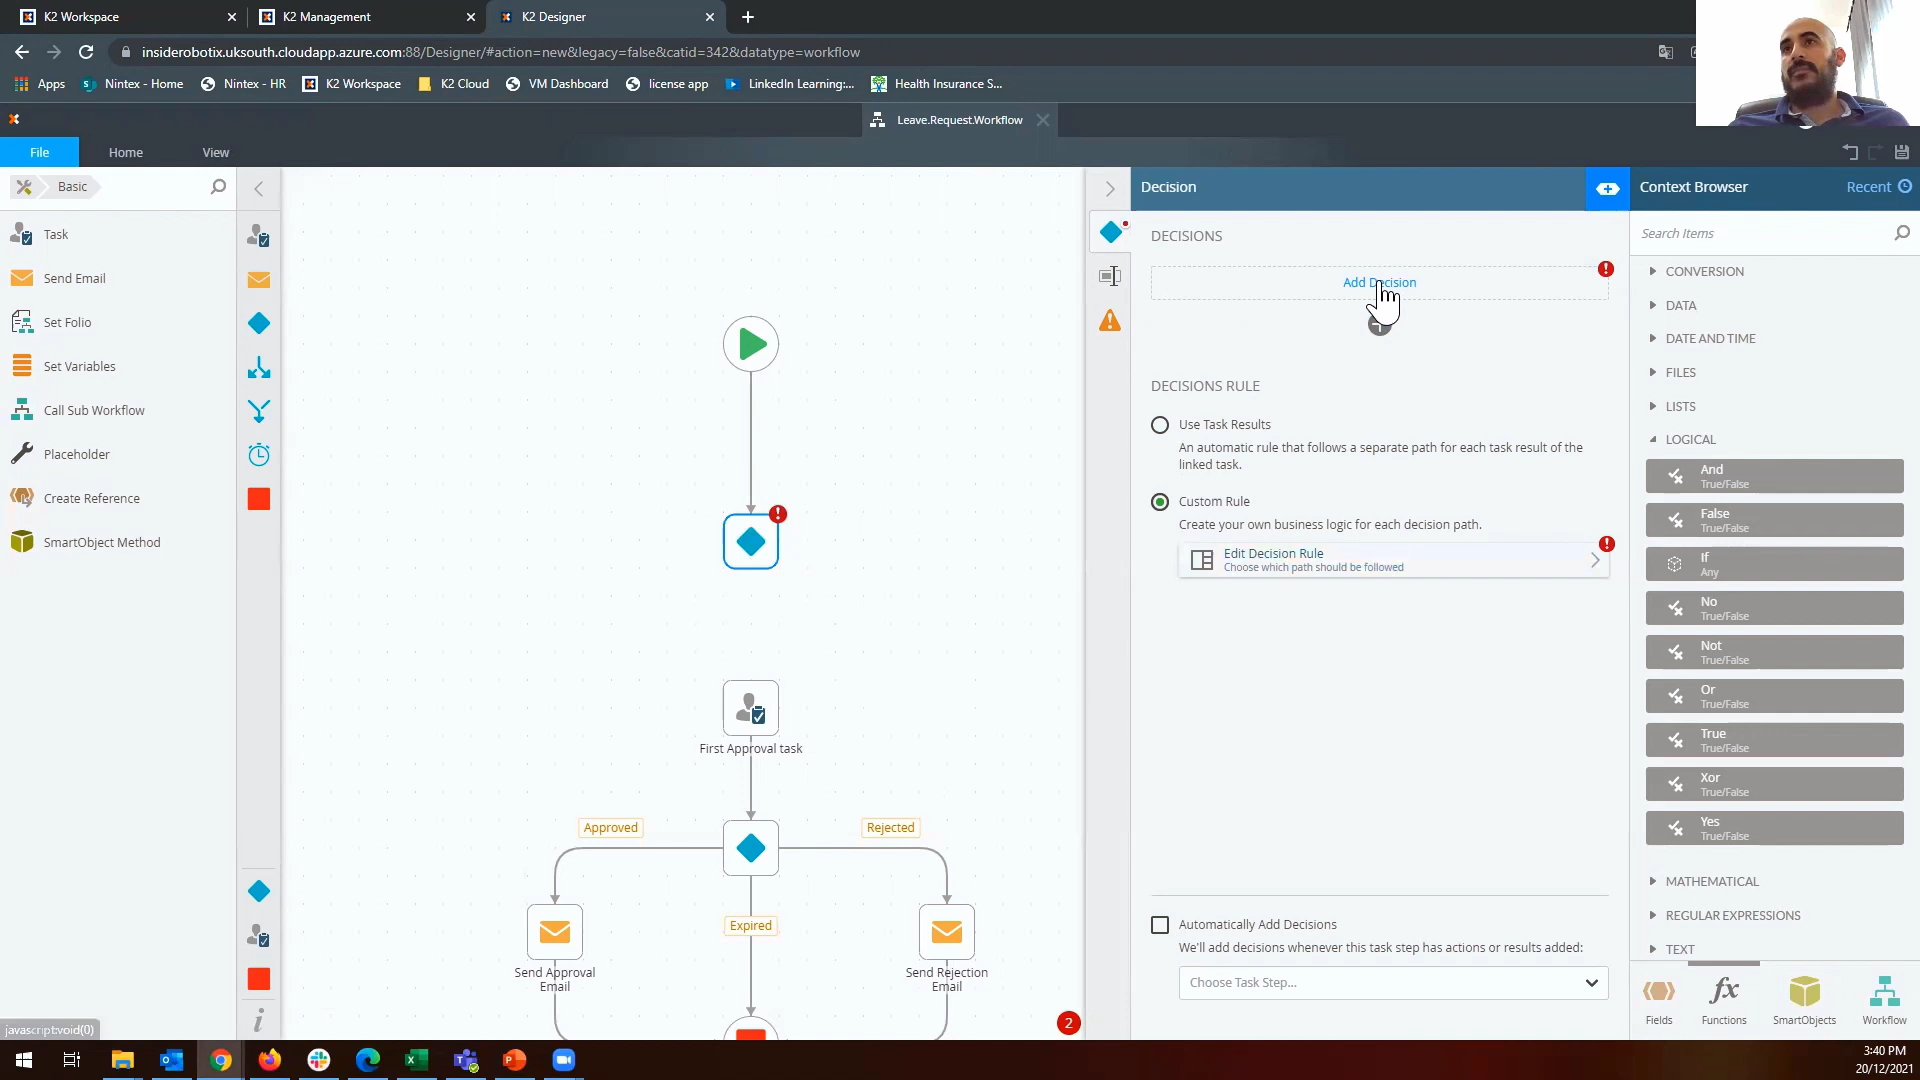 K2 Workspace
K2 Management
K2 Designer
insiderobotix.uksouth.cloudapp.azure.com:88/Designer/#action=new&legacy=false&catid=342&datatype=workflow
Apps
Nintex - Home
Nintex - HR
K2 Workspace
K2 Cloud
VM Dashboard
license app
LinkedIn Learning:...
Health Insurance S...
Leave.Request.Workflow
File
Home
View
Basic
Task
Send Email
Set Folio
Set Variables
Call Sub Workflow
Placeholder
Create Reference
SmartObject Method
First Approval task
Approved
Rejected
Expired
Send Approval
Email
Send Rejection
Email
2
Decision
DECISIONS
Add Decision
DECISIONS RULE
Use Task Results
An automatic rule that follows a separate path for each task result of the
linked task.
Custom Rule
Create your own business logic for each decision path.
Edit Decision Rule
Choose which path should be followed
Automatically Add Decisions
We'll add decisions whenever this task step has actions or results added:
Choose Task Step...
Context Browser
Recent
Search Items
CONVERSION
DATA
DATE AND TIME
FILES
LISTS
LOGICAL
And
True/False
False
True/False
If
Any
No
True/False
Not
True/False
Or
True/False
True
True/False
Xor
True/False
Yes
True/False
MATHEMATICAL
REGULAR EXPRESSIONS
TEXT
Fields
fx
Functions
SmartObjects
Workflow
javascript:void(0)
3:40 PM
20/12/2021